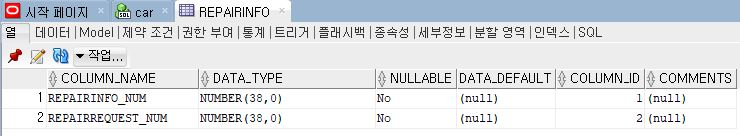 시작 페이지 car REPAIRINFO
열 데이터 | Model | 제약 조건 | 권한 부여 | 통계 | 트리거 | 플래시백 | 종속성 | 세부정보 | 분할 영역 | 인덱스 | SQL
작업...
COLUMN_NAME DATA_TYPE NULLABLE DATA_DEFAULT COLUMN_ID COMMENTS
1 REPAIRINFO_NUM NUMBER(38,0) No (null) 1 (null)
2 REPAIRREQUEST_NUM NUMBER(38,0) No (null) 2 (null)